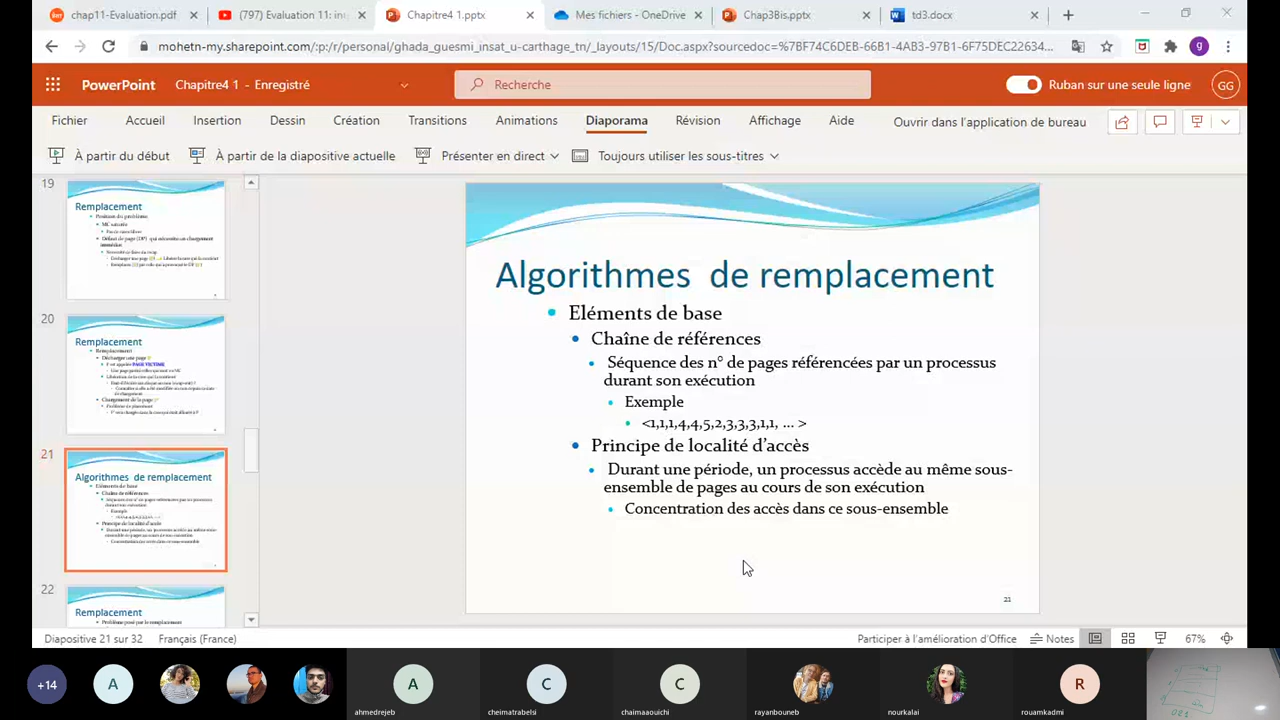 chap11-Evaluation.pdf
(797) Evaluation 11: in
Chapitre4 1.pptx
Mes fichiers - OneDrive
Chap3Bis.pptx
td3.docx
mohetn-my.sharepoint.com/:p:/r/personal/ghada_guesmi_insat_u-carthage_tn/_layouts/15/Doc.aspx?sourcedoc=%7BF74C6DEB-66B1-4AB3-97B1-6F75DEC22634...
g
PowerPoint
Chapitre4 1 - Enregistré
Recherche
Ruban sur une seule ligne
GG
Fichier
Accueil
Insertion
Dessin
Création
Transitions
Animations
Diaporama
Révision
Affichage
Aide
Ouvrir dans l'application de bureau
À partir du début
À partir de la diapositive actuelle
Présenter en direct
Toujours utiliser les sous-titres
19
Remplacement
20
Remplacement
21
Algorithmes de remplacement
22
Remplacement
Algorithmes de remplacement
Eléments de base
Chaîne de références
Séquence des n° de pages référencées par un processus
durant son exécution
Exemple
<1,1,1,4,4,5,2,3,3,3,1,1, ... >
Principe de localité d'accès
Durant une période, un processus accède au même sous-
ensemble de pages au cours de son exécution
Concentration des accès dans ce sous-ensemble
21
Diapositive 21 sur 32
Français (France)
Participer à l'amélioration d'Office
Notes
67%
+14
A
A
C
C
R
ahmedrejeb
cheimatrabelsi
chaimaaouichi
rayanbouneb
nourkalai
rouamkadmi